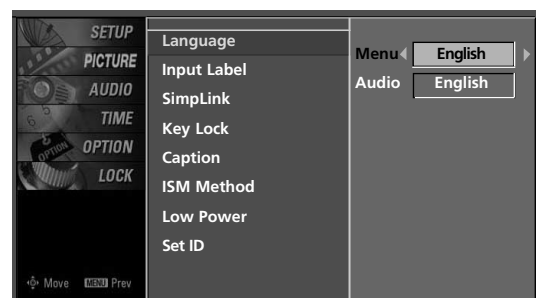 SETUP
PICTURE
AUDIO
TIME
OPTION
LOCK
Move MENU Prev
Language
Input Label
SimpLink
Key Lock
Caption
ISM Method
Low Power
Set ID
Menu English
Audio English